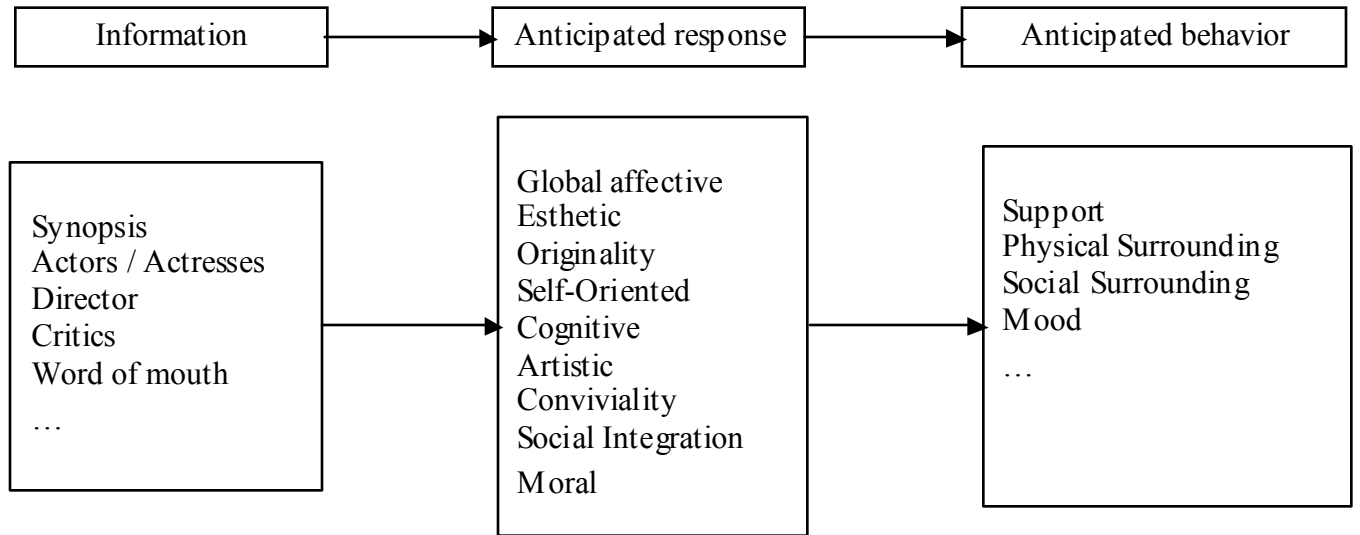 Information
Anticipated response
Anticipated behavior
Synopsis
Actors / Actresses
Director
Critics
Word of mouth
…
Global affective
Esthetic
Originality
Self-Oriented
Cognitive
Artistic
Conviviality
Social Integration
Moral
Support
Physical Surrounding
Social Surrounding
Mood
…